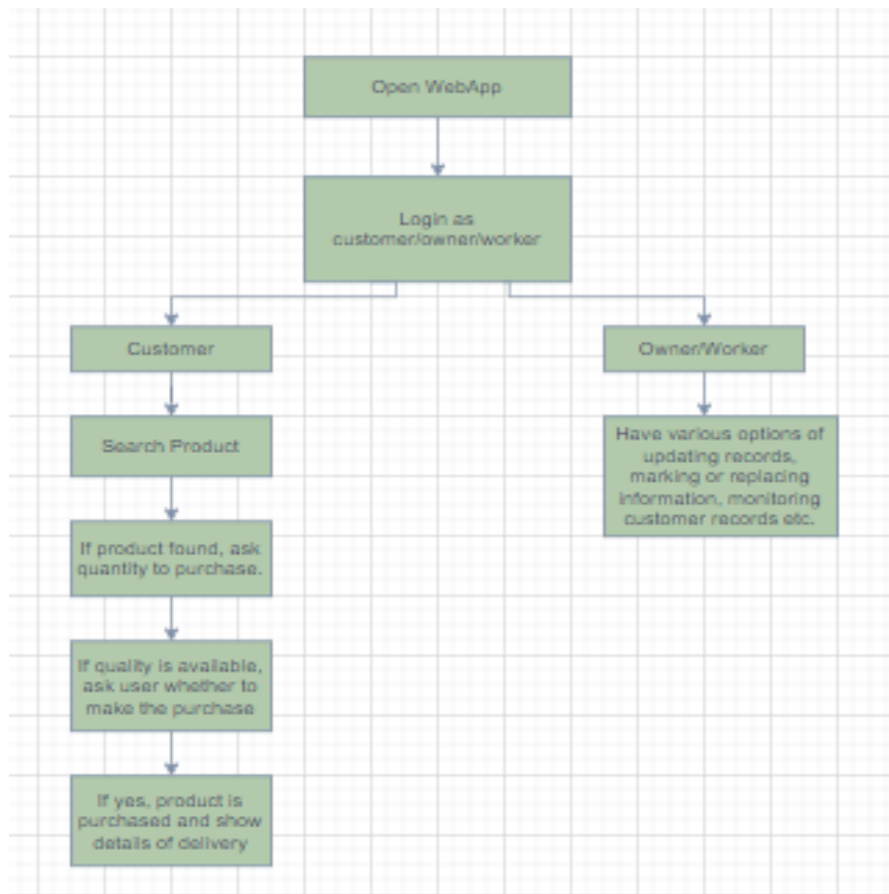 Open WebApp
Login as
customer/owner/worker
Customer
Owner/Worker
Search Product
Have various options of
updating records,
marking or replacing
information, monitoring
customer records etc.
If product found, ask
quantity to purchase.
If quality is available,
ask user whether to
make the purchase
If yes, product is
purchased and show
details of delivery